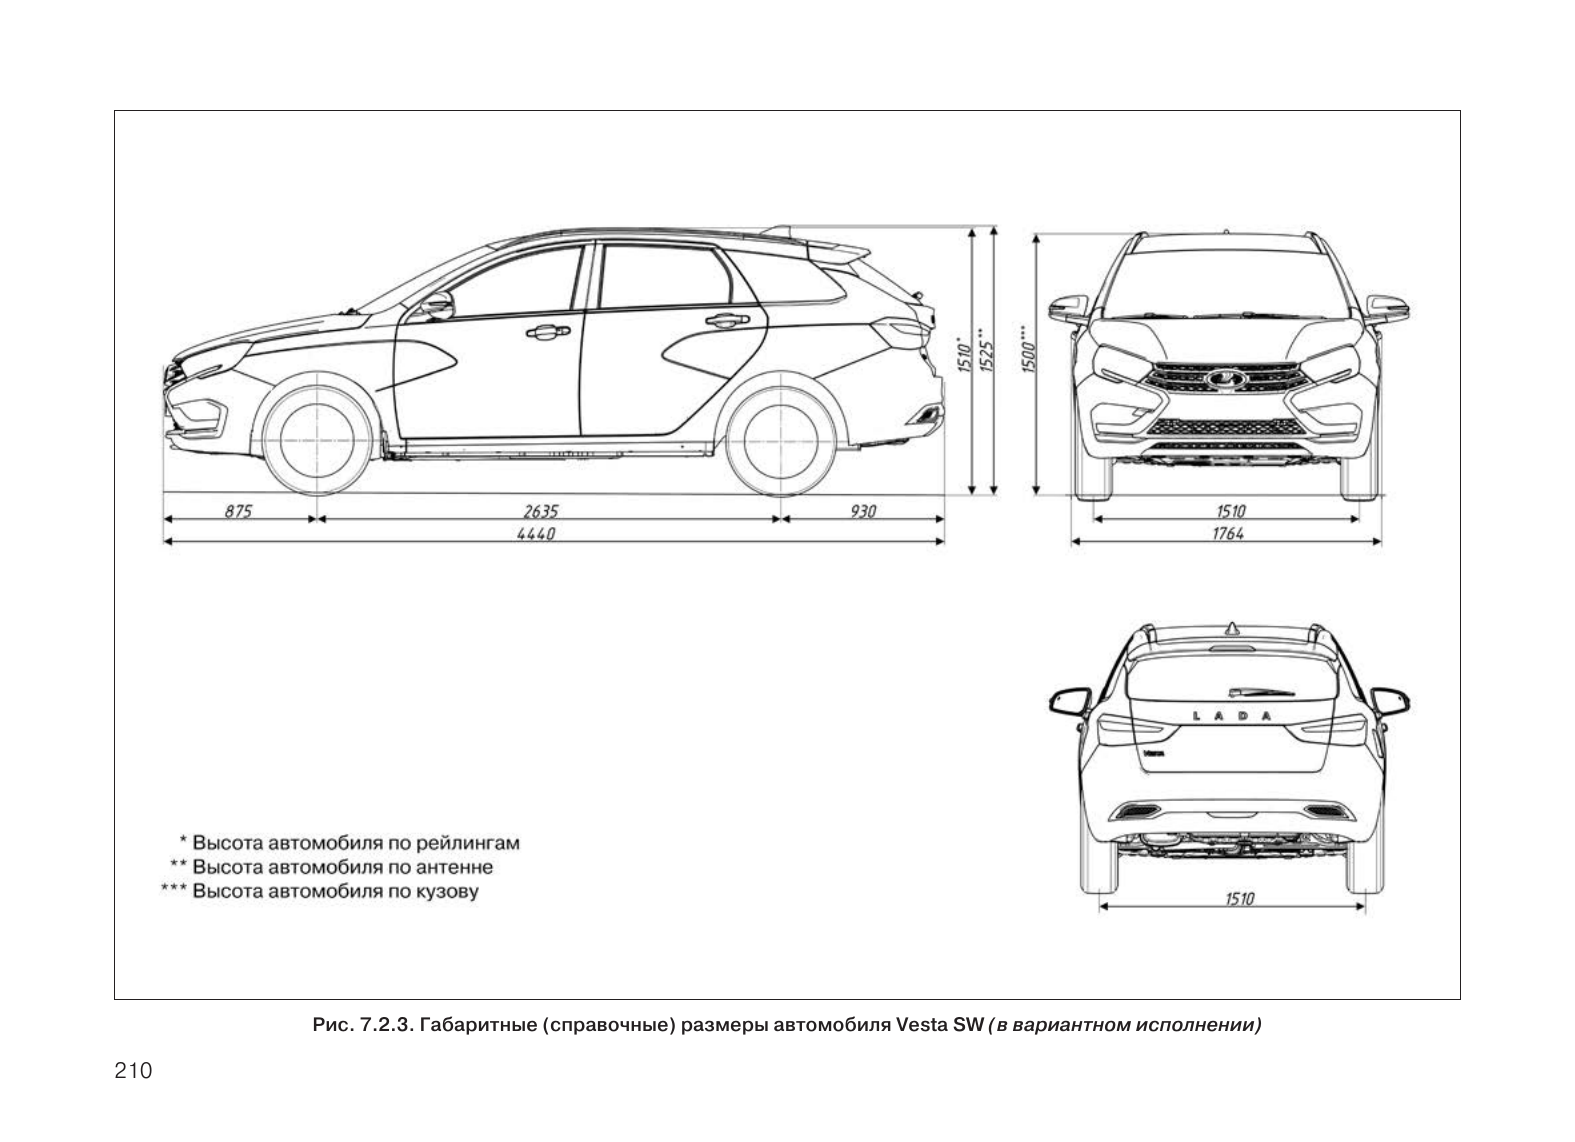 1510*
1525**
1500***
875
2635
930
4440
1510
1764
LADA
* Высота автомобиля по рейлингам
** Высота автомобиля по антенне
*** Высота автомобиля по кузову
1510
Рис. 7.2.3. Габаритные (справочные) размеры автомобиля Vesta SW (в вариантном исполнении)
210